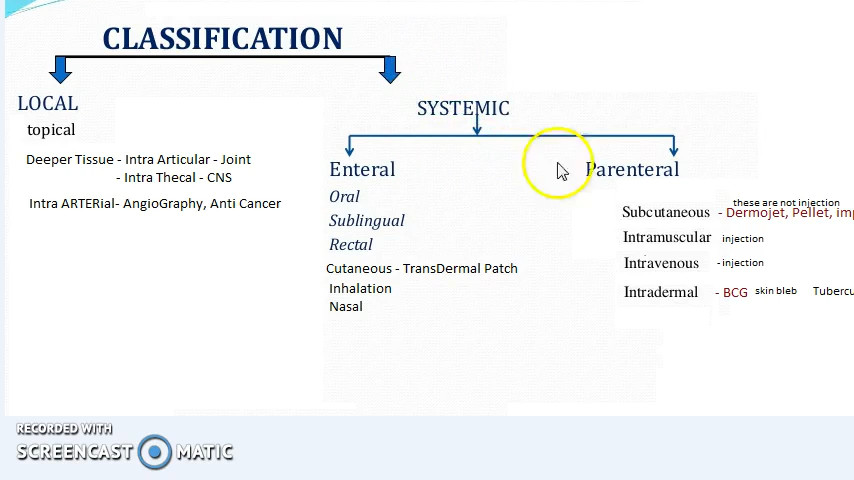 CLASSIFICATION
LOCAL
topical
Deeper Tissue - Intra Articular - Joint
- Intra Thecal - CNS
Intra ARTERial- AngioGraphy, Anti Cancer
SYSTEMIC
Enteral
Oral
Sublingual
Rectal
Cutaneous - TransDermal Patch
Inhalation
Nasal
Parenteral
these are not injection
Subcutaneous - Dermojet, Pellet, imp
Intramuscular injection
Intravenous - injection
Intradermal - BCG skin bleb Tubercu
RECORDED WITH
SCREENCAST MATIC